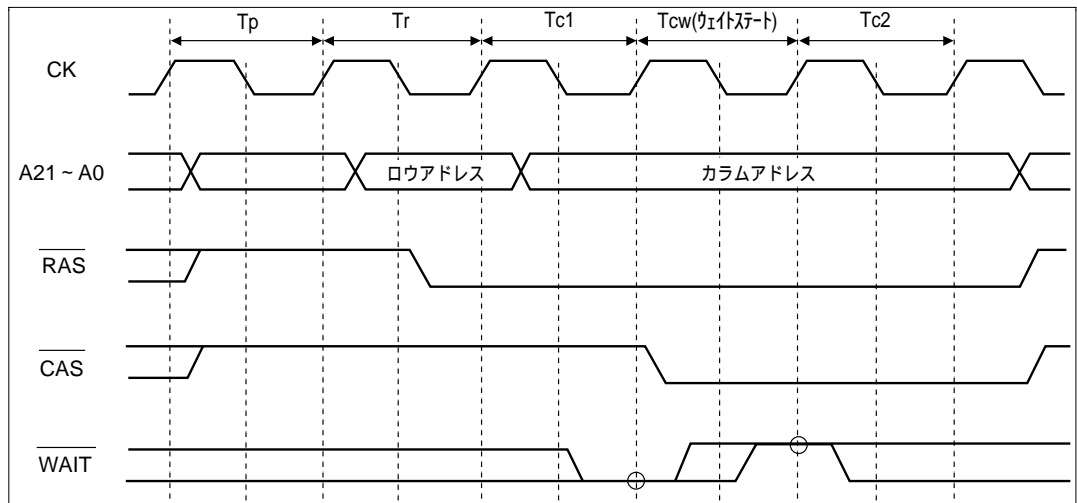 Tp Tr Tc1 Tcw(ｳｪｲﾄｽﾃｰﾄ) Tc2
CK
A21 ~ A0 ロウアドレス カラムアドレス
RAS
CAS
WAIT